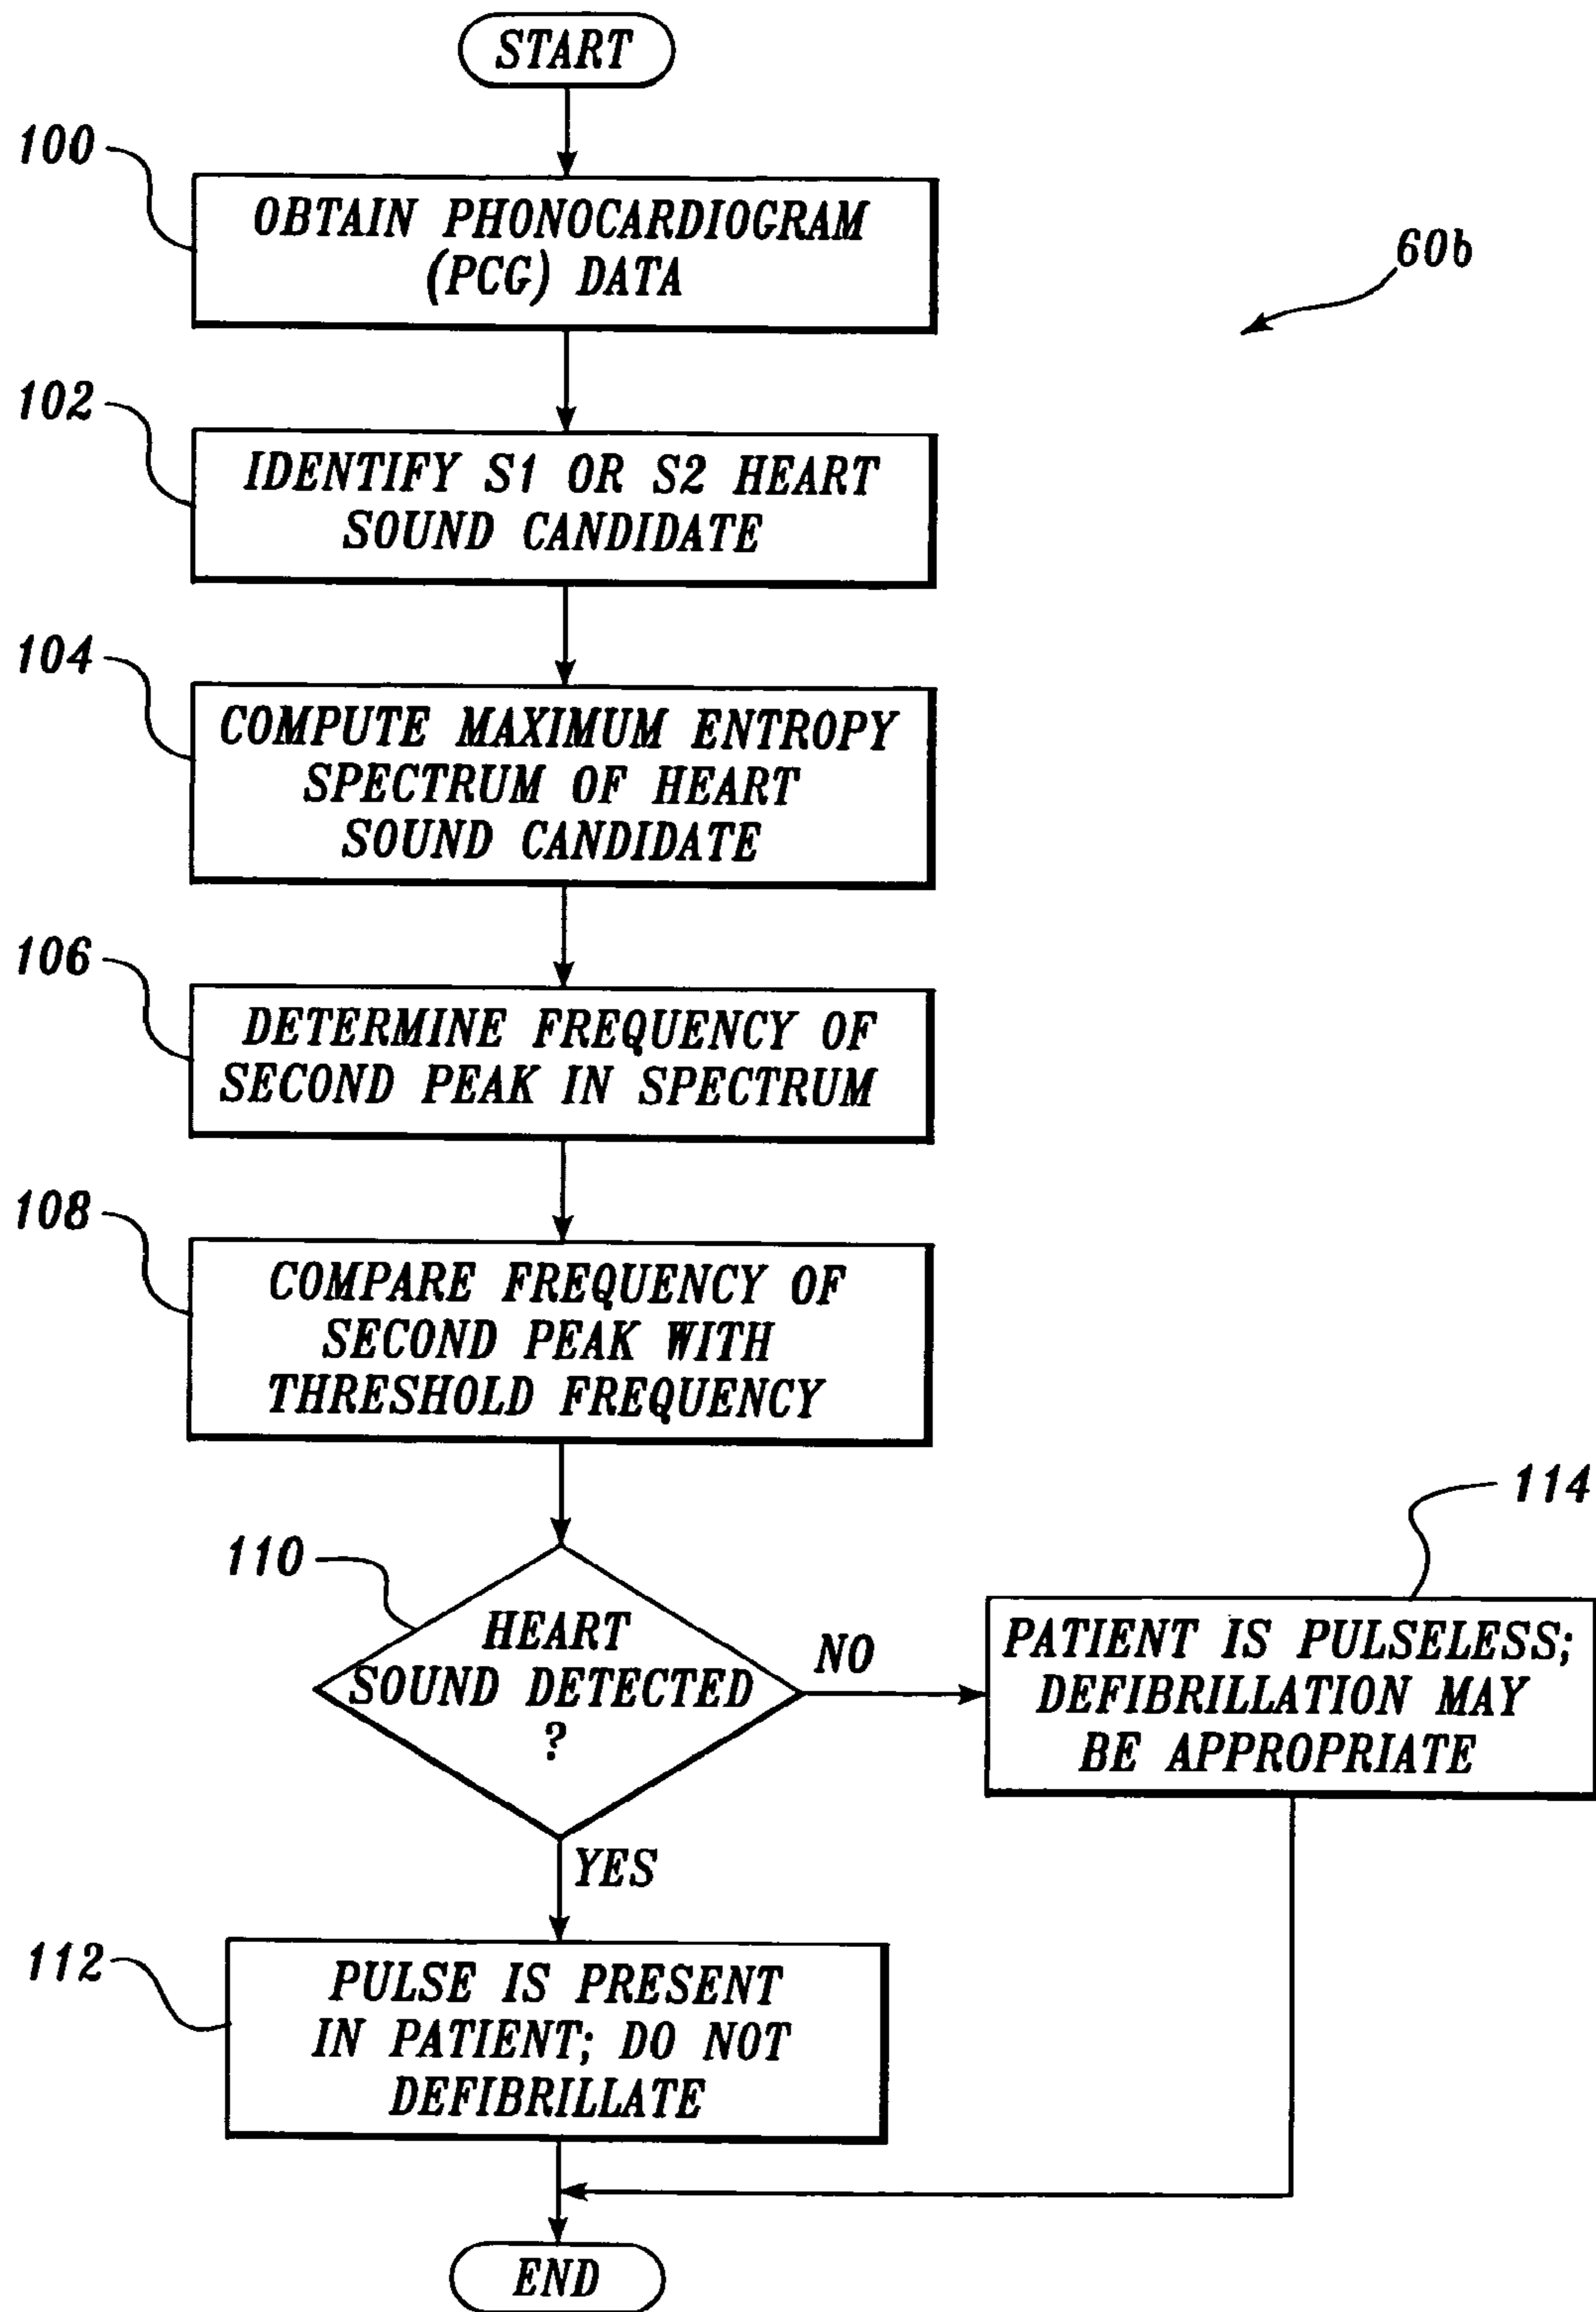 START
100
OBTAIN PHONOCARDIOGRAM
(PCG) DATA
60b
102
IDENTIFY S1 OR S2 HEART
SOUND CANDIDATE
104
COMPUTE MAXIMUM ENTROPY
SPECTRUM OF HEART
SOUND CANDIDATE
106
DETERMINE FREQUENCY OF
SECOND PEAK IN SPECTRUM
108
COMPARE FREQUENCY OF
SECOND PEAK WITH
THRESHOLD FREQUENCY
110
HEART
SOUND DETECTED
?
NO
114
PATIENT IS PULSELESS;
DEFIBRILLATION MAY
BE APPROPRIATE
YES
112
PULSE IS PRESENT
IN PATIENT; DO NOT
DEFIBRILLATE
END